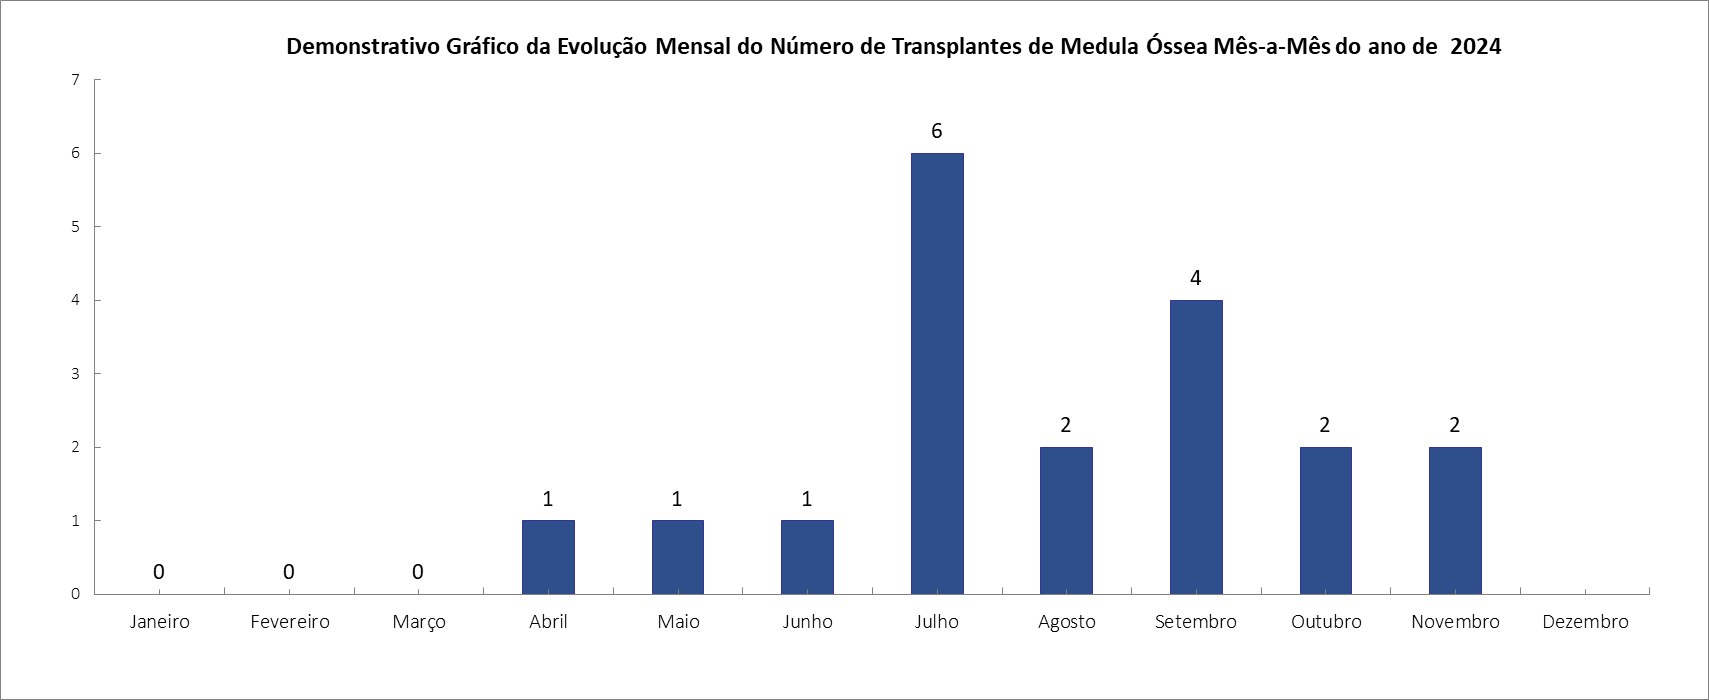 Demonstrativo Gráfico da Evolução Mensal do Número de Transplantes de Medula Óssea Mês-a-Mês do ano de 2024
7
6
5
4
3
2
1
0
0 0 0 1 1 1 6 2 4 2 2
Janeiro Fevereiro Março Abril Maio Junho Julho Agosto Setembro Outubro Novembro Dezembro